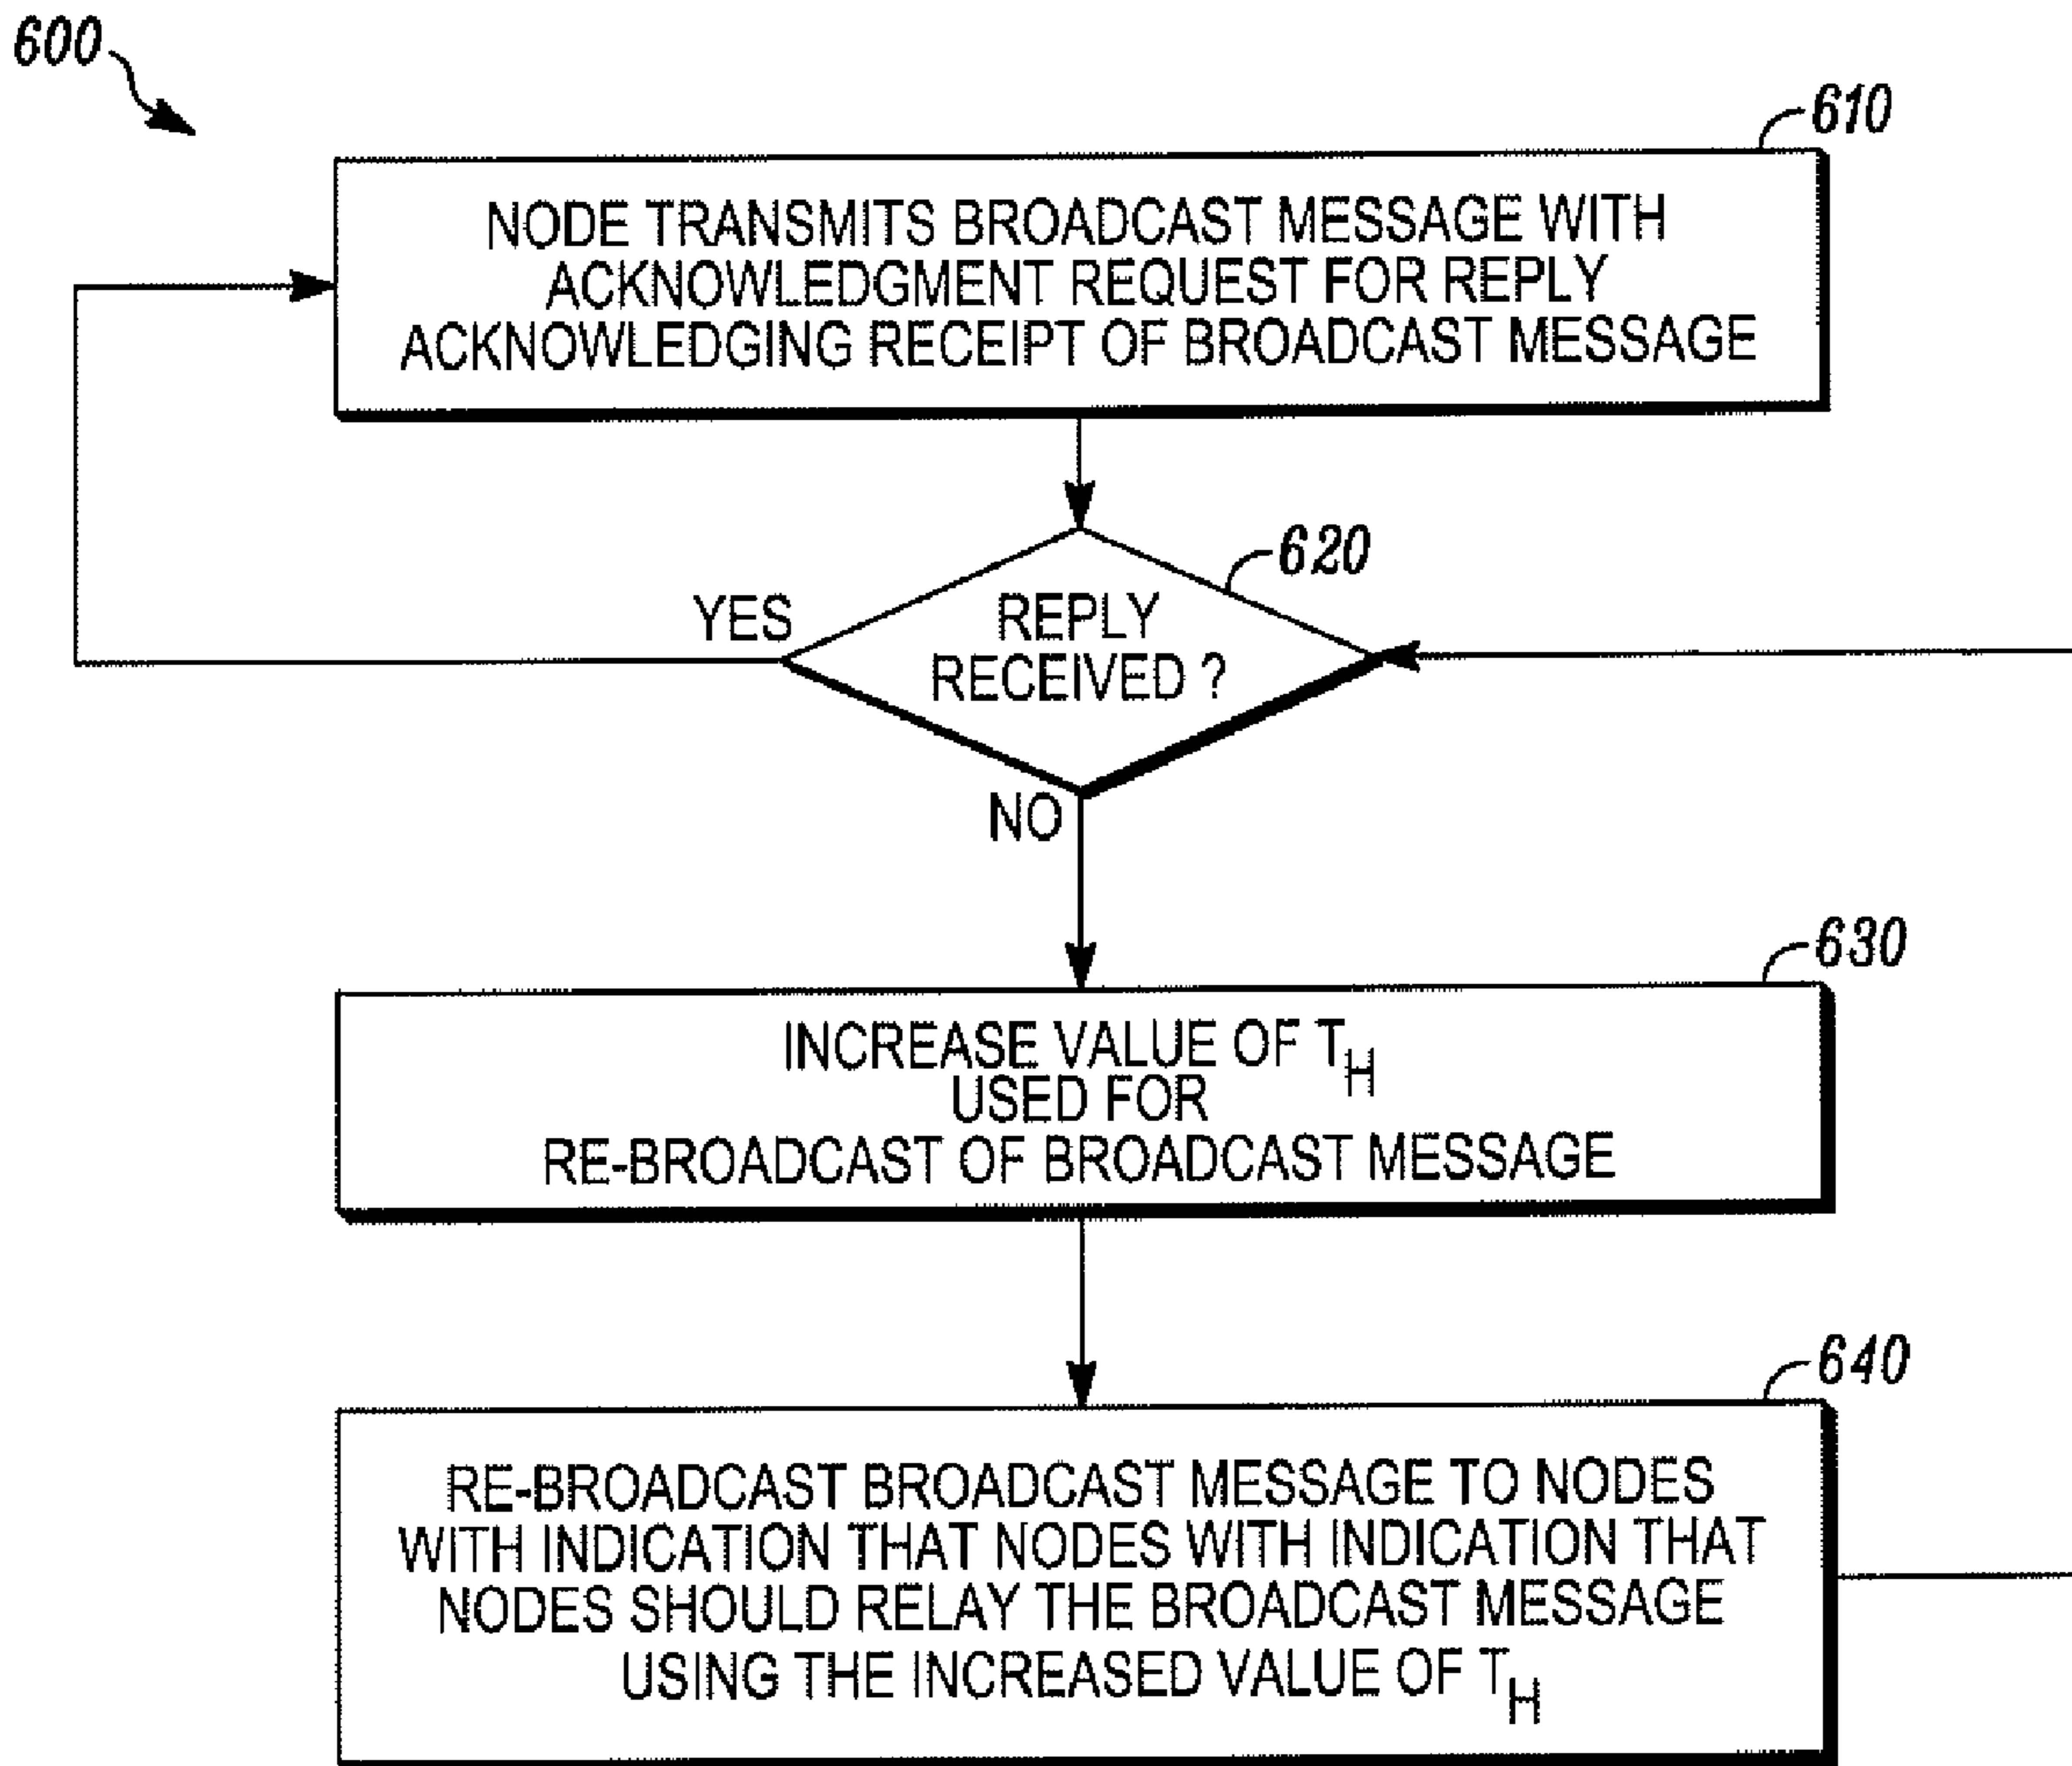 600
610
NODE TRANSMITS BROADCAST MESSAGE WITH
ACKNOWLEDGMENT REQUEST FOR REPLY
ACKNOWLEDGING RECEIPT OF BROADCAST MESSAGE
620
YES
REPLY
RECEIVED ?
NO
630
INCREASE VALUE OF T_H
USED FOR
RE-BROADCAST OF BROADCAST MESSAGE
640
RE-BROADCAST BROADCAST MESSAGE TO NODES
WITH INDICATION THAT NODES WITH INDICATION THAT
NODES SHOULD RELAY THE BROADCAST MESSAGE
USING THE INCREASED VALUE OF T_H